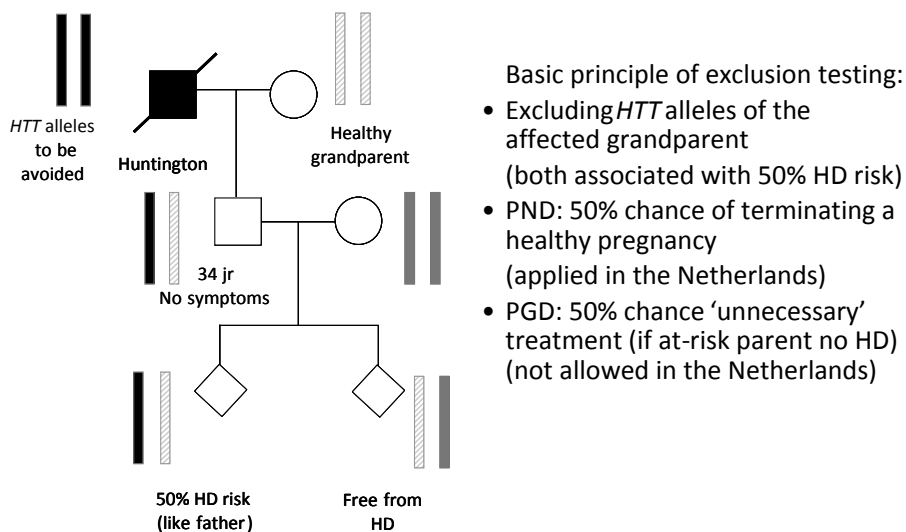 HTT alleles
to be
avoided
Huntington
Healthy
grandparent
34 jr
No symptoms
50% HD risk
(like father)
Free from
HD
Basic principle of exclusion testing:
• Excluding HTT alleles of the
affected grandparent
(both associated with 50% HD risk)
• PND: 50% chance of terminating a
healthy pregnancy
(applied in the Netherlands)
• PGD: 50% chance ‘unnecessary’
treatment (if at-risk parent no HD)
(not allowed in the Netherlands)